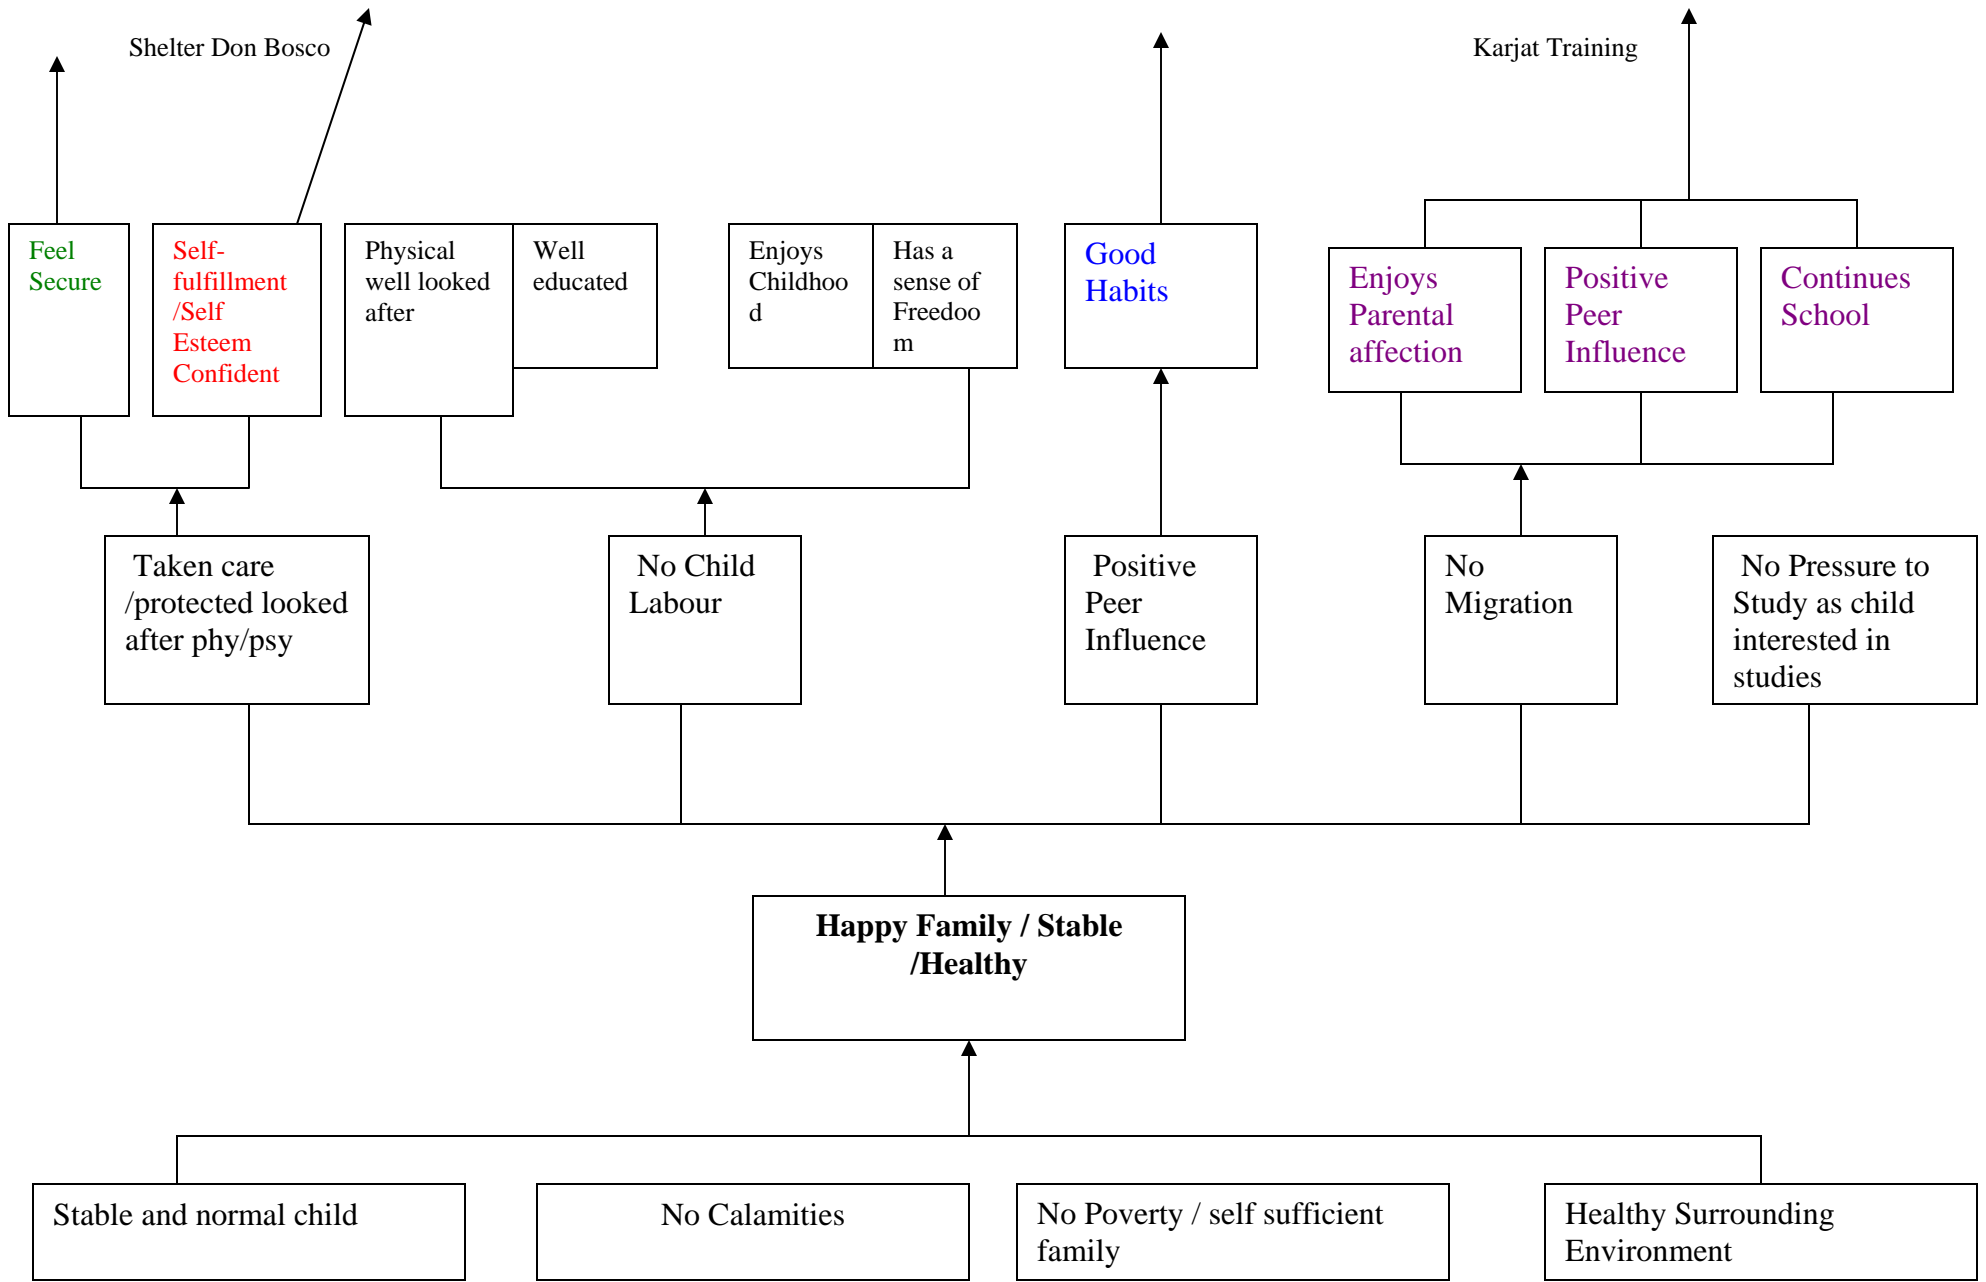 Shelter Don Bosco
Karjat Training
Feel
Secure
Self-
fulfillment
/Self
Esteem
Confident
Physical
well looked
after
Well
educated
Enjoys
Childhoo
d
Has a
sense of
Freedoo
m
Good
Habits
Enjoys
Parental
affection
Positive
Peer
Influence
Continues
School
Taken care
/protected looked
after phy/psy
No Child
Labour
Positive
Peer
Influence
No
Migration
No Pressure to
Study as child
interested in
studies
Happy Family / Stable
/Healthy
Stable and normal child
No Calamities
No Poverty / self sufficient
family
Healthy Surrounding
Environment